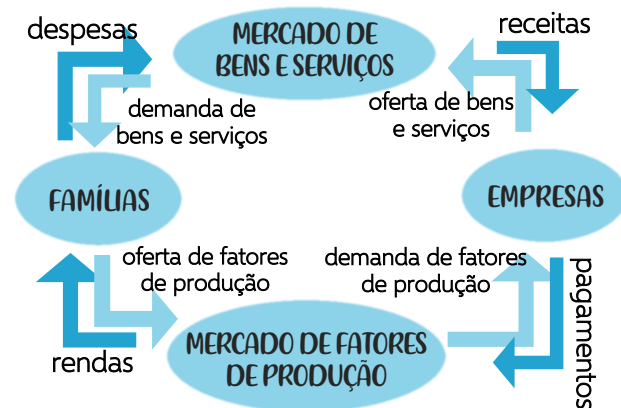 despesas
MERCADO DE
BENS E SERVIÇOS
receitas
demanda de
bens e serviços
oferta de bens
e serviços
FAMÍLIAS
EMPRESAS
oferta de fatores
de produção
demanda de fatores
de produção
rendas
MERCADO DE FATORES
DE PRODUÇÃO
pagamentos